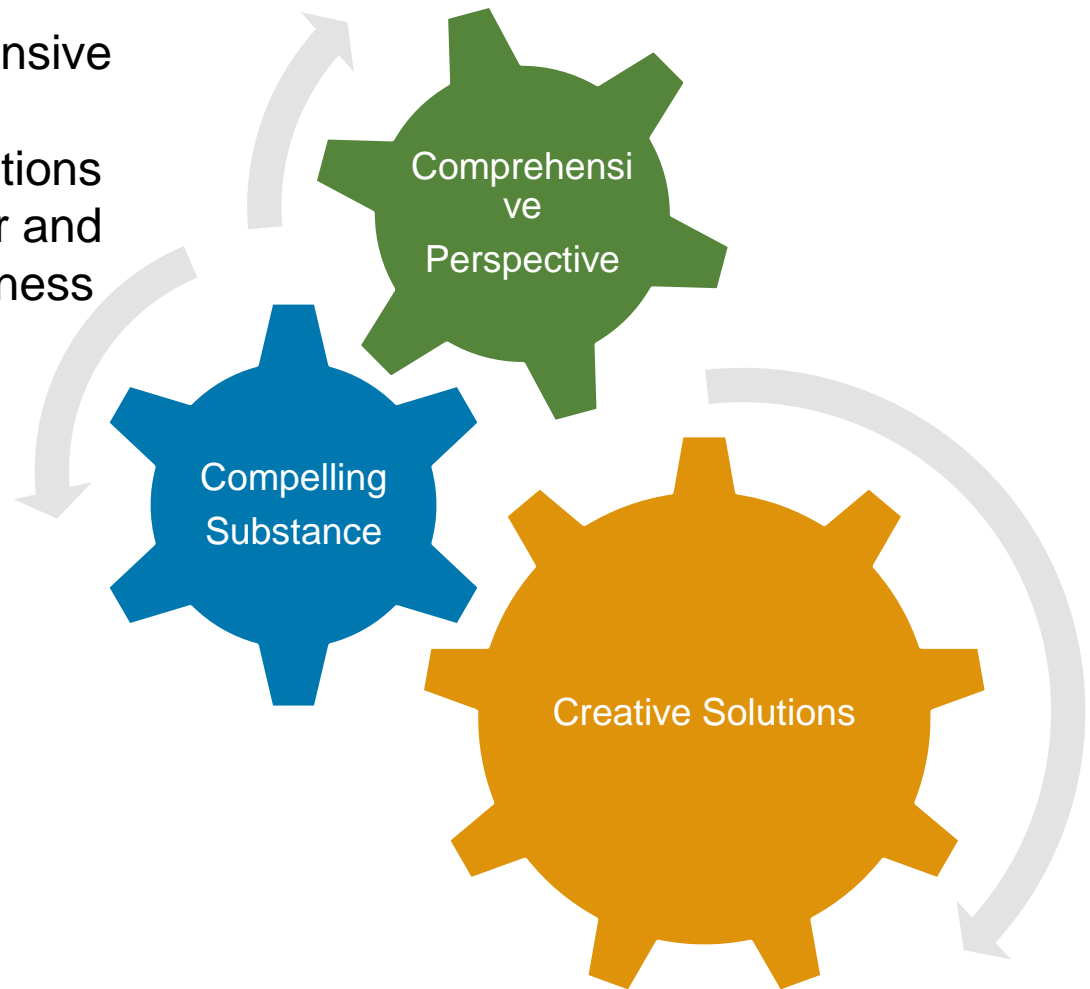 nsive
tions
r and
ness
Comprehensi
ve
Perspective
Compelling
Substance
Creative Solutions